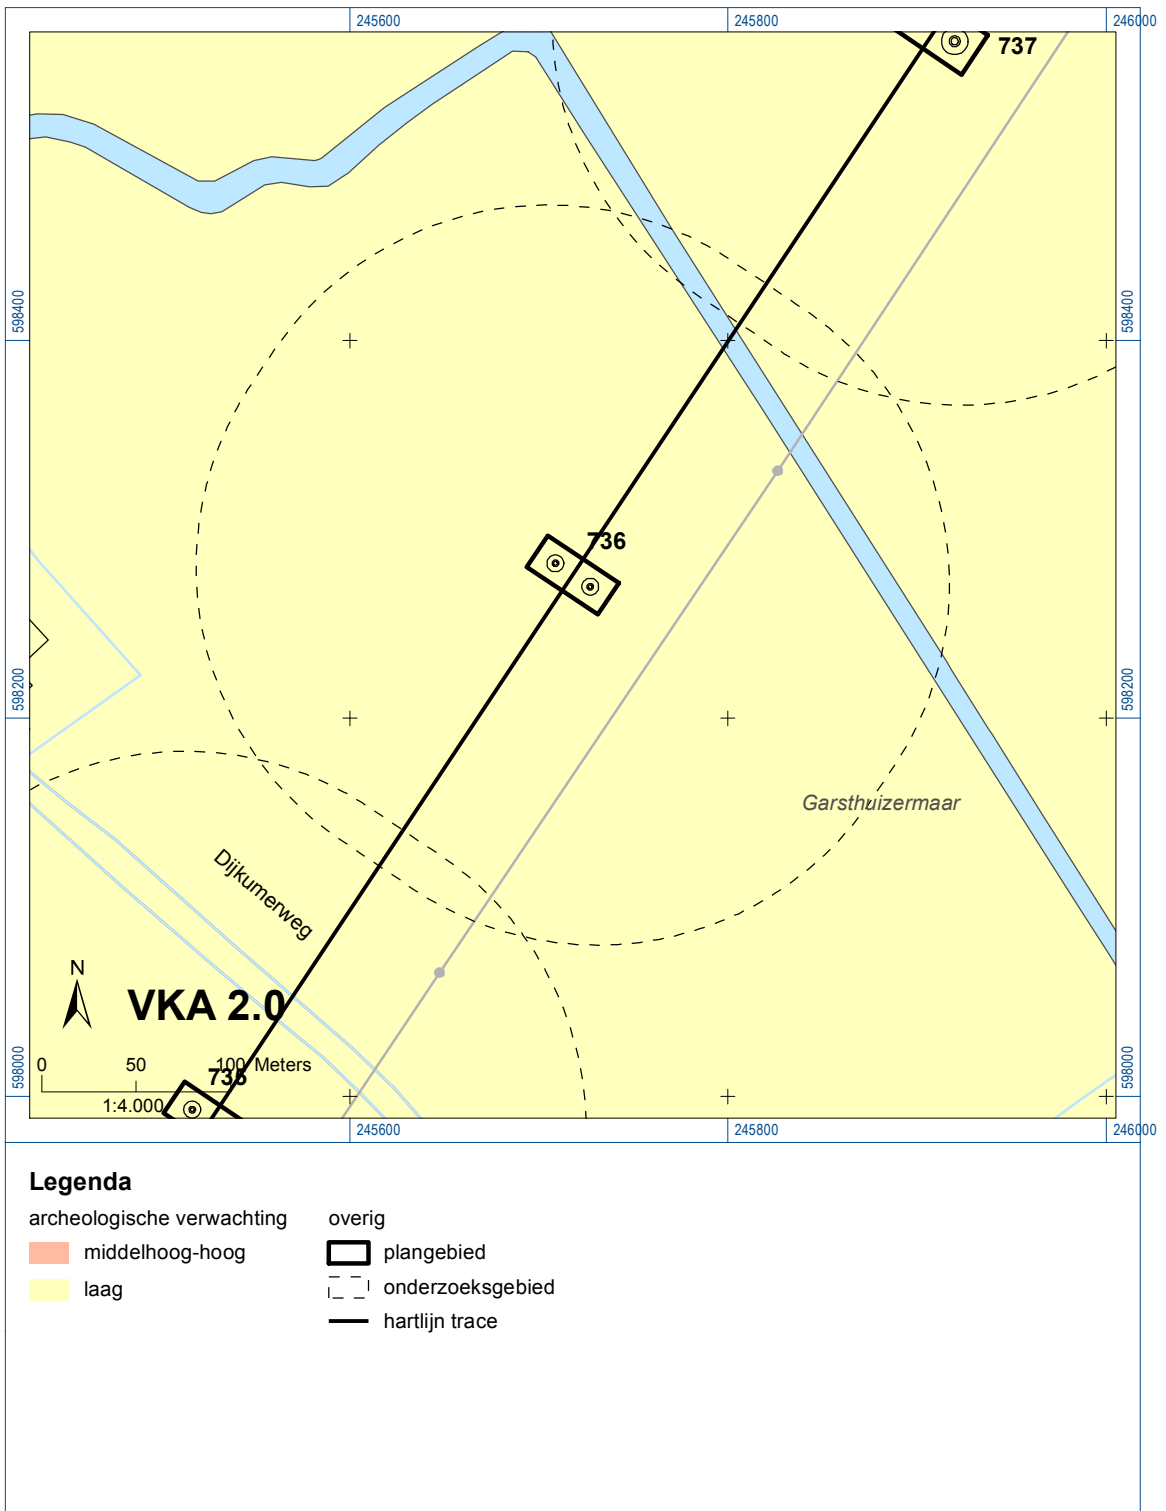 245600
245800
246000
737
598400
598400
736
598200
598200
Garsthuizermaar
Dijkumerweg
N
VKA 2.0
0 50 100 Meters
735
1:4.000
598000
598000
245600
245800
246000
Legenda
archeologische verwachting
middelhoog-hoog
laag
overig
plangebied
onderzoeksgebied
hartlijn trace